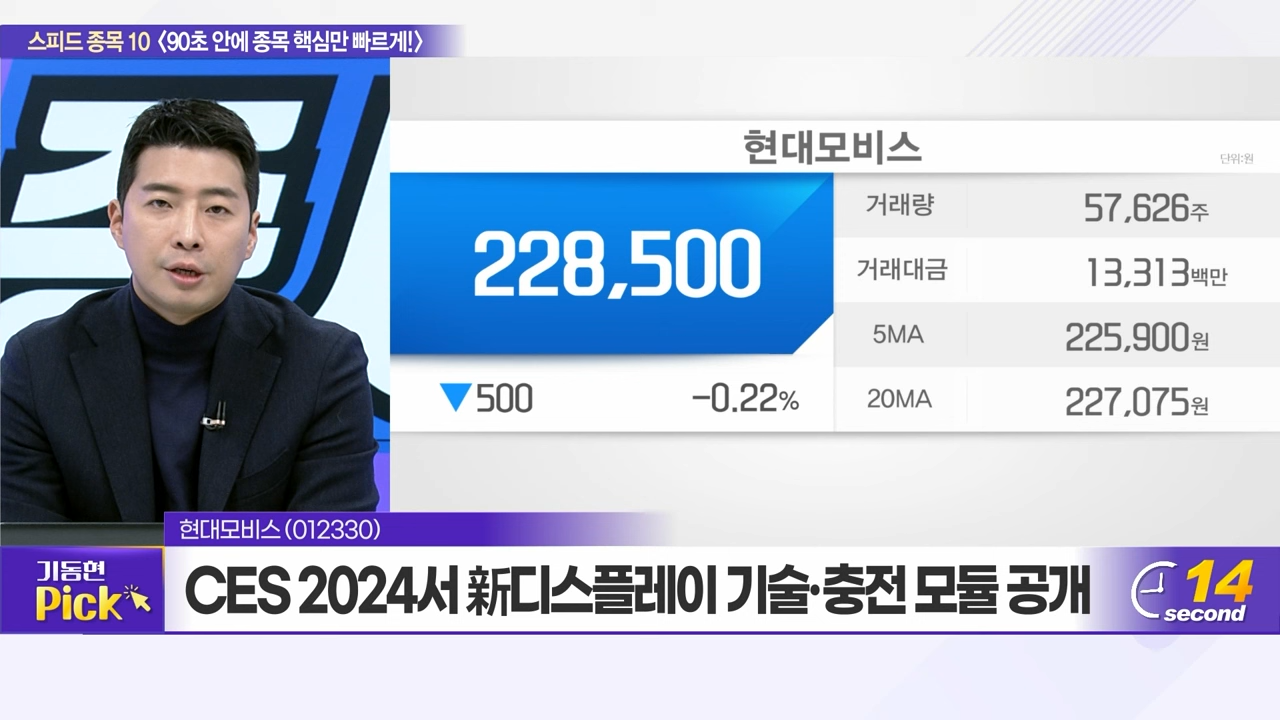 스피드 종목 10 〈90초 안에 종목 핵심만 빠르게!〉
현대모비스
단위:원
228,500
▼500 -0.22%
거래량 57,626주
거래대금 13,313백만
5MA 225,900원
20MA 227,075원
현대모비스 (012330)
기동현
Pick
CES 2024서 新디스플레이 기술·충전 모듈 공개
14
second